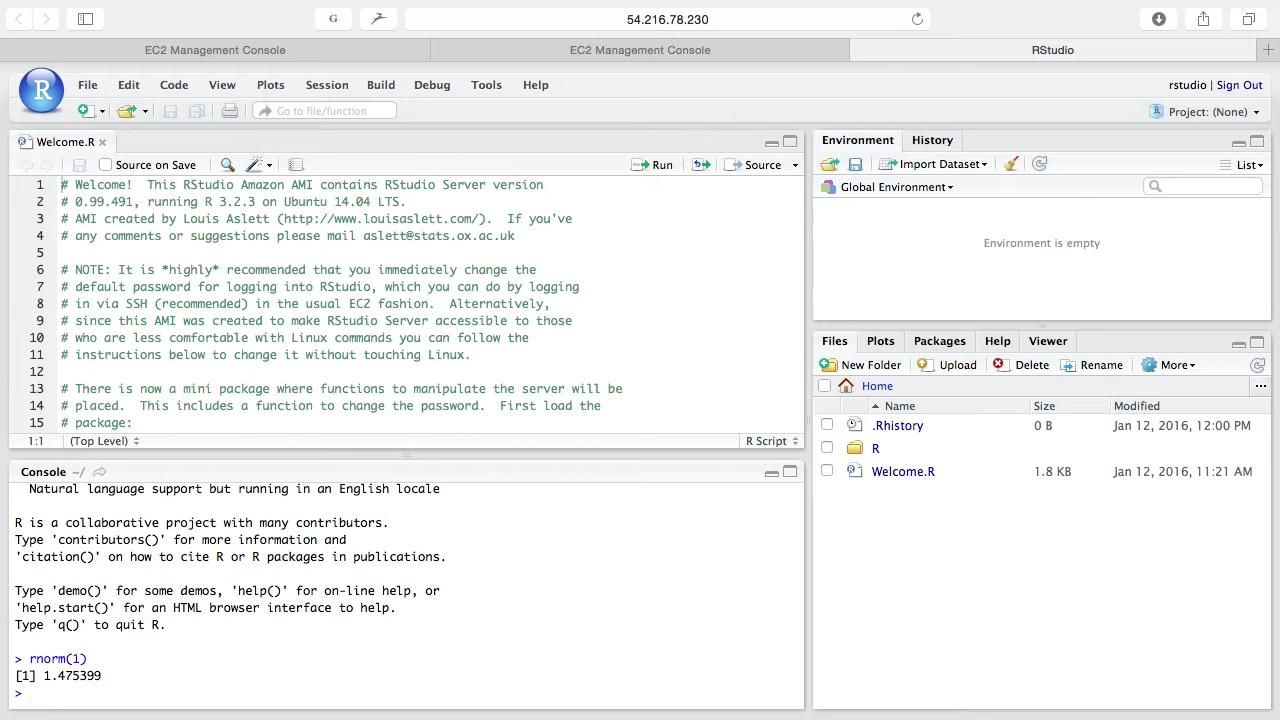 G
54.216.78.230
EC2 Management Console
EC2 Management Console
RStudio
R
File Edit Code View Plots Session Build Debug Tools Help
rstudio | Sign Out
Go to file/function
Project: (None)
Welcome.R
Source on Save
Run
Source
1 # Welcome!  This RStudio Amazon AMI contains RStudio Server version
2 # 0.99.491, running R 3.2.3 on Ubuntu 14.04 LTS.
3 # AMI created by Louis Aslett (http://www.louisaslett.com/).  If you've
4 # any comments or suggestions please mail aslett@stats.ox.ac.uk
5
6 # NOTE: It is *highly* recommended that you immediately change the
7 # default password for logging into RStudio, which you can do by logging
8 # in via SSH (recommended) in the usual EC2 fashion.  Alternatively,
9 # since this AMI was created to make RStudio Server accessible to those
10 # who are less comfortable with Linux commands you can follow the
11 # instructions below to change it without touching Linux.
12
13 # There is now a mini package where functions to manipulate the server will be
14 # placed.  This includes a function to change the password.  First load the
15 # package:
1:1 (Top Level) R Script
Console ~/
Natural language support but running in an English locale
R is a collaborative project with many contributors.
Type 'contributors()' for more information and
'citation()' on how to cite R or R packages in publications.
Type 'demo()' for some demos, 'help()' for on-line help, or
'help.start()' for an HTML browser interface to help.
Type 'q()' to quit R.
> rnorm(1)
[1] 1.475399
>
Environment History
Import Dataset
List
Global Environment
Environment is empty
Files Plots Packages Help Viewer
New Folder Upload Delete Rename More
Home ...
Name Size Modified
.Rhistory 0 B Jan 12, 2016, 12:00 PM
R
Welcome.R 1.8 KB Jan 12, 2016, 11:21 AM